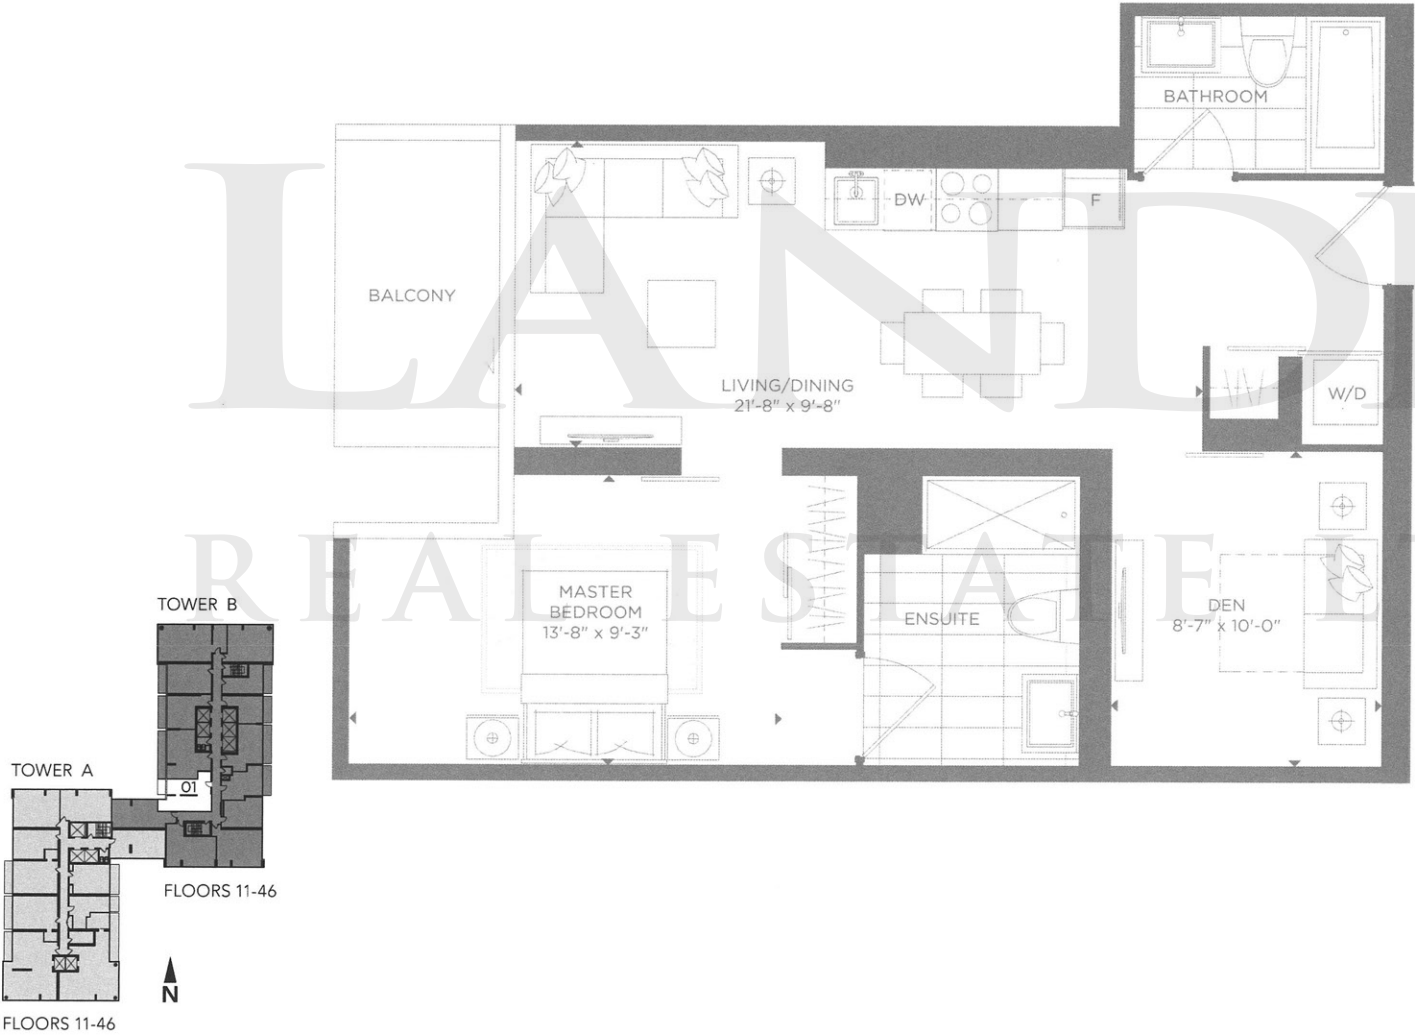 BATHROOM
DW
F
BALCONY
LIVING/DINING
21'-8" x 9'-8"
W/D
MASTER
BEDROOM
13'-8" x 9'-3"
ENSUITE
DEN
8'-7" x 10'-0"
LAND
REAL ESTATE L
TOWER B
01
TOWER A
FLOORS 11-46
N
FLOORS 11-46